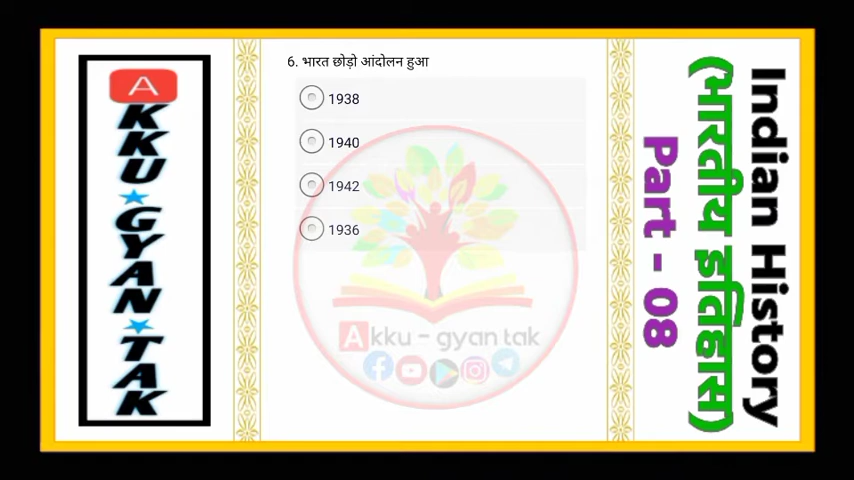 A
KKU
GYAN
TAK
6. भारत छोड़ो आंदोलन हुआ
1938
1940
1942
1936
Akku - gyan tak
Indian History
(भारतीय इतिहास)
Part - 08